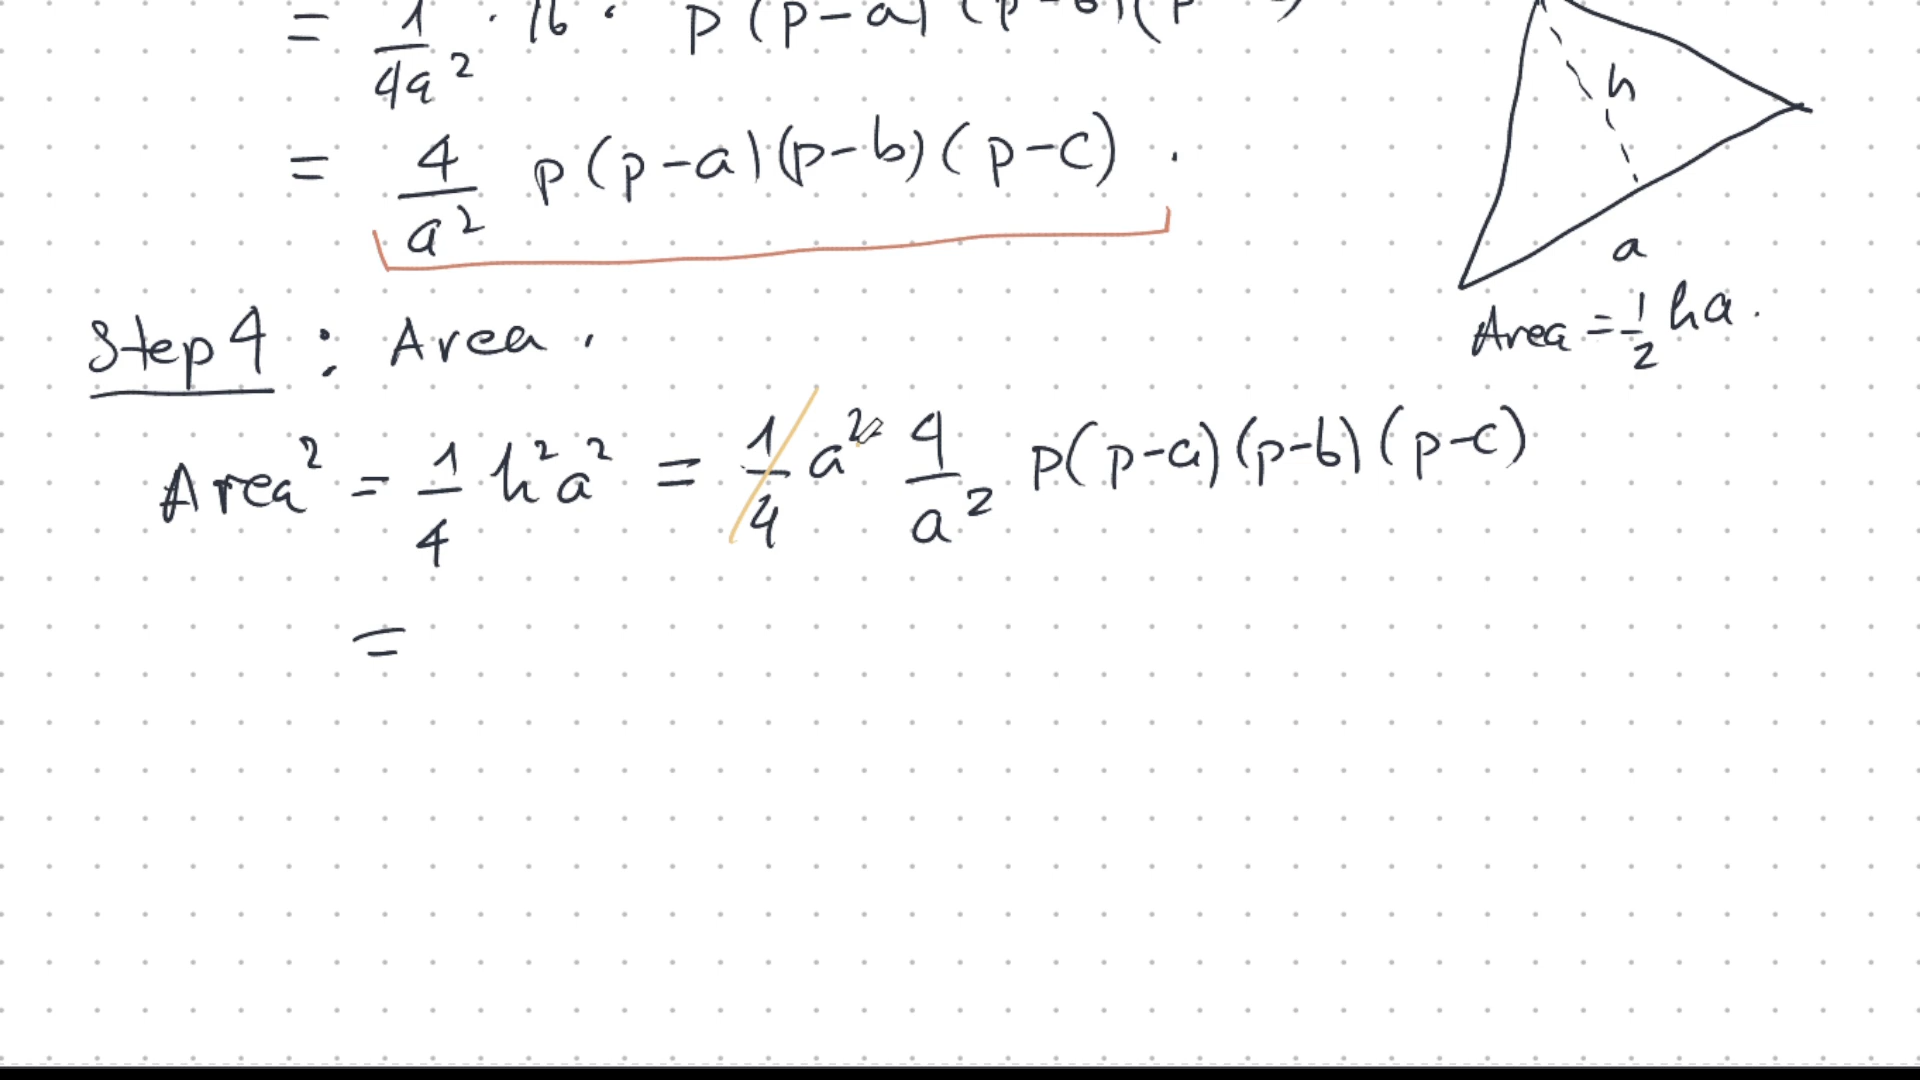 = 1/4a² · 16 · p(p-a)(p-b)(p
= 4/a² p(p-a)(p-b)(p-c) .
h
a
Area = 1/2 ha .
Step 4 : Area .
Area² = 1/4 h²a² = 1/4 a² 4/a² p(p-a)(p-b)(p-c)
=